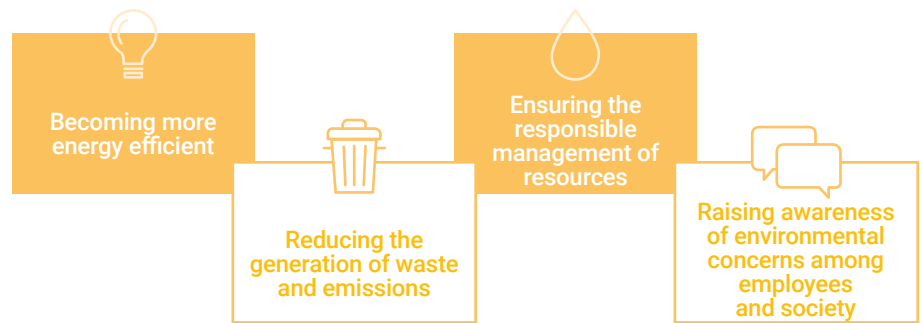 Becoming more
energy efficient
Reducing the
generation of waste
and emissions
Ensuring the
responsible
management of
resources
Raising awareness
of environmental
concerns among
employees
and society